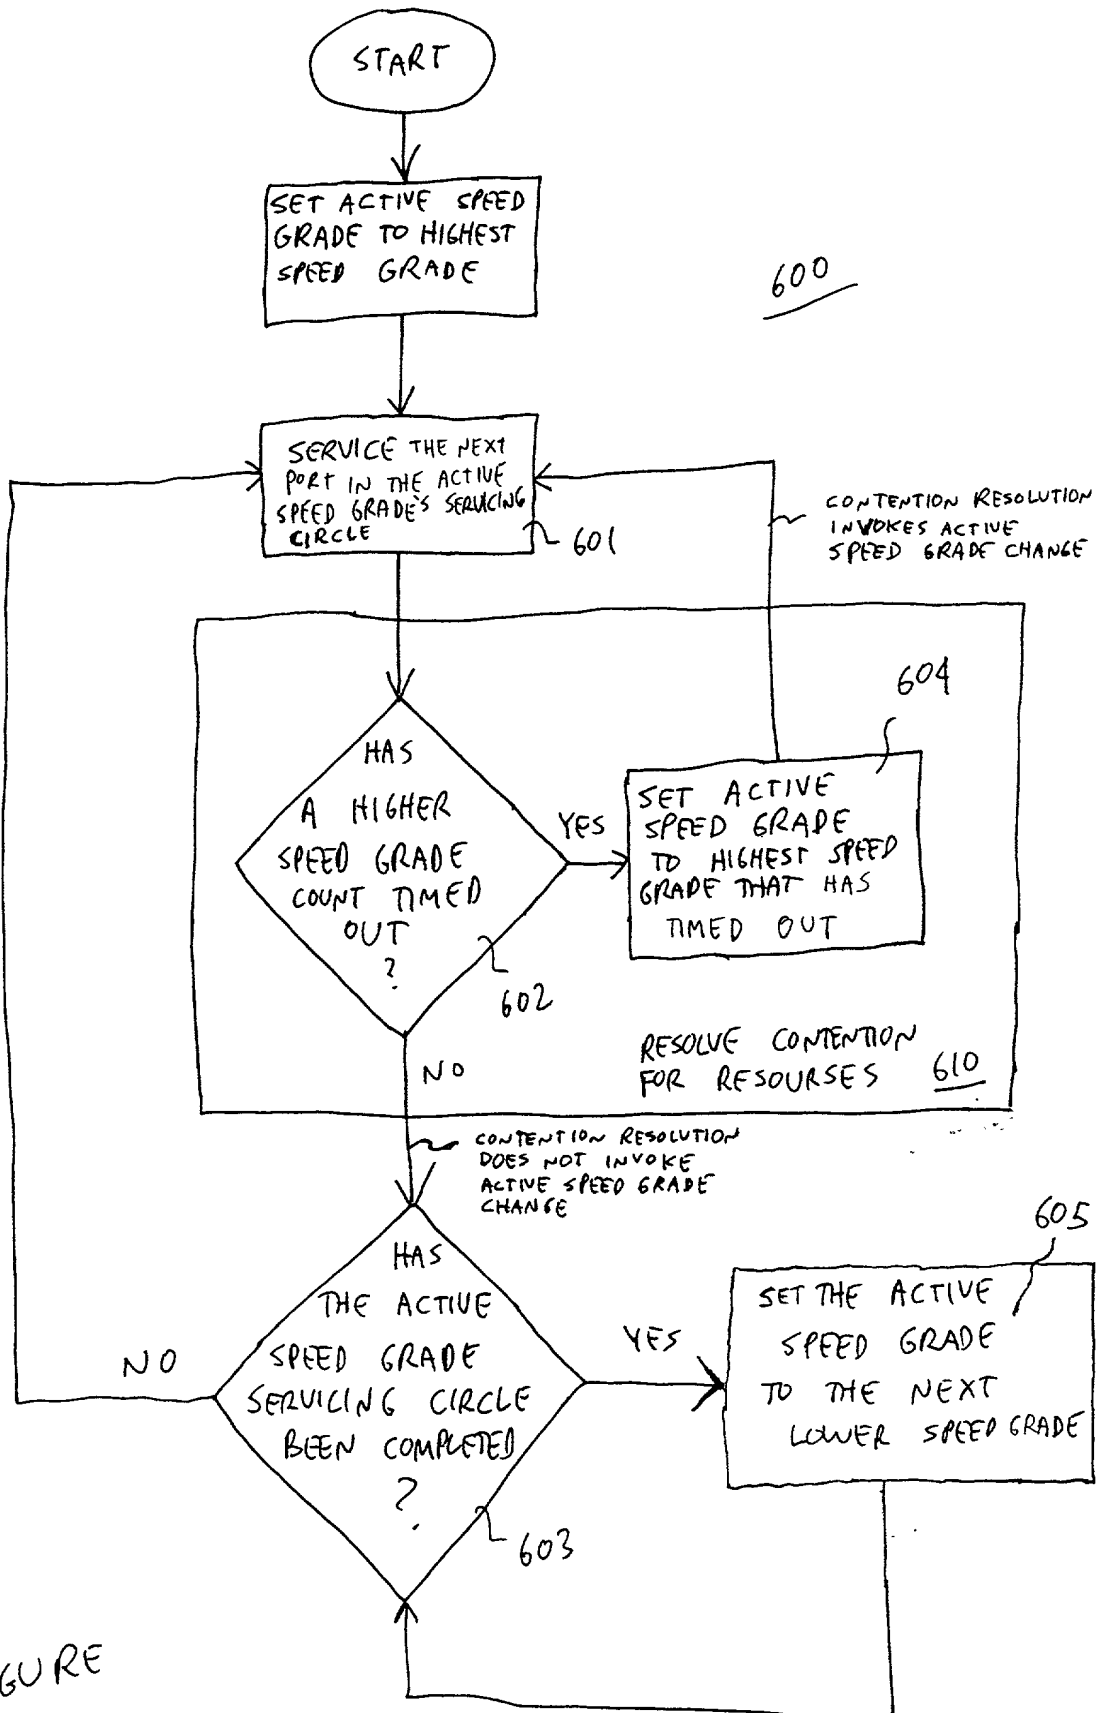 START
SET ACTIVE SPEED
GRADE TO HIGHEST
SPEED GRADE
600
SERVICE THE NEXT
PORT IN THE ACTIVE
SPEED GRADE'S SERVICING
CIRCLE
601
CONTENTION RESOLUTION
INVOKES ACTIVE
SPEED GRADE CHANGE
604
HAS
A HIGHER
SPEED GRADE
COUNT TIMED
OUT
?
602
YES
SET ACTIVE
SPEED GRADE
TO HIGHEST SPEED
GRADE THAT HAS
TIMED OUT
RESOLVE CONTENTION
FOR RESOURSES
610
NO
CONTENTION RESOLUTION
DOES NOT INVOKE
ACTIVE SPEED GRADE
CHANGE
605
HAS
THE ACTIVE
SPEED GRADE
SERVICING CIRCLE
BEEN COMPLETED
?
603
NO
YES
SET THE ACTIVE
SPEED GRADE
TO THE NEXT
LOWER SPEED GRADE
GURE